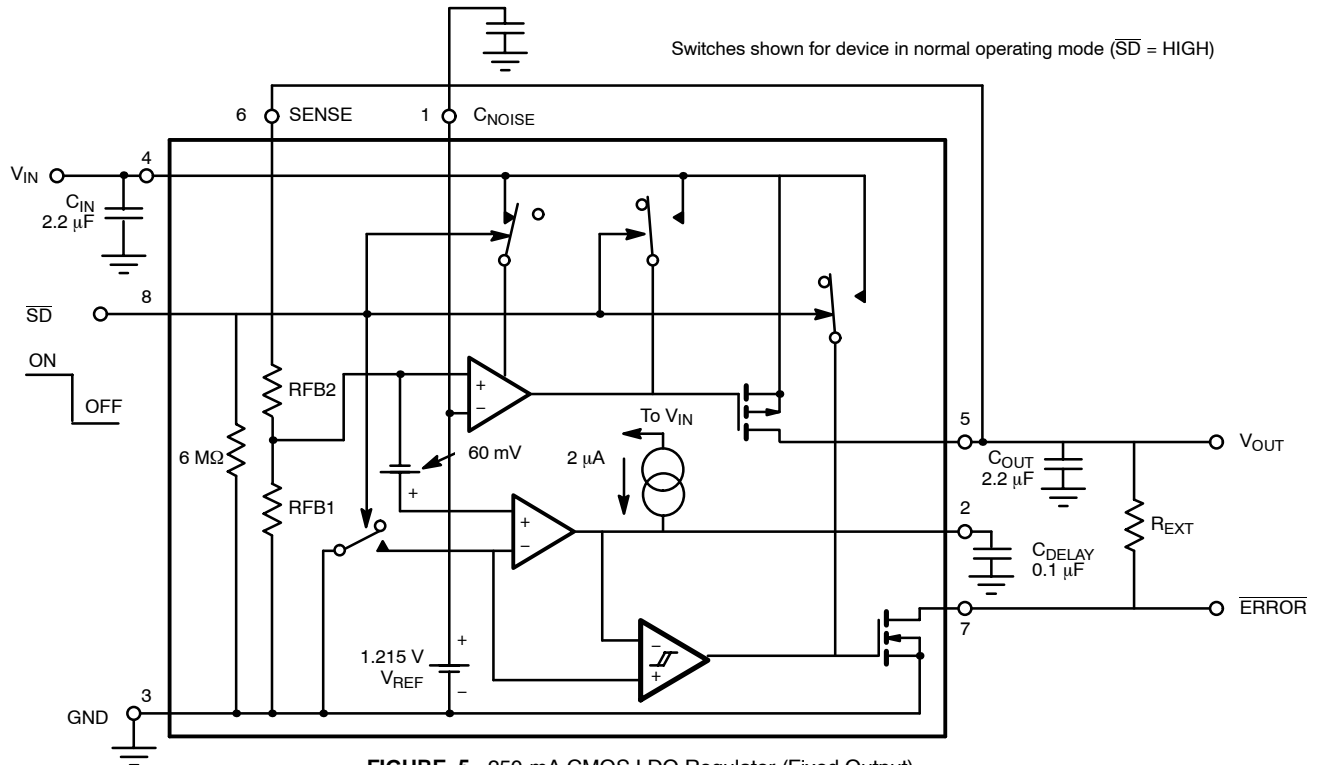 Switches shown for device in normal operating mode (SD = HIGH)
6 SENSE
1 CNOISE
VIN
4
CIN
2.2 μF
SD
8
ON
OFF
RFB2
6 MΩ
RFB1
+
−
60 mV
+
To VIN
2 μA
+
−
5
VOUT
COUT
2.2 μF
2
CDELAY
0.1 μF
REXT
ERROR
7
−
+
1.215 V
VREF
+
−
GND
3
FIGURE 5. 250-mA CMOS LDO Regulator (Fixed Output)